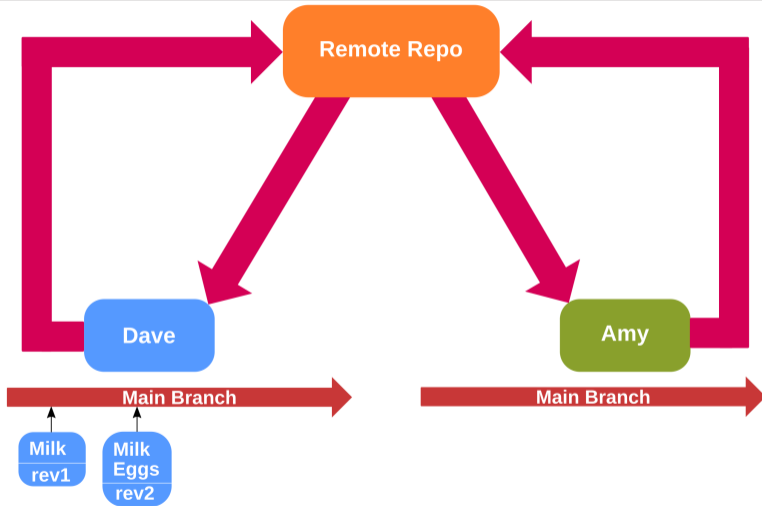 Remote Repo
Dave
Amy
Main Branch
Main Branch
Milk
rev1
Milk
Eggs
rev2